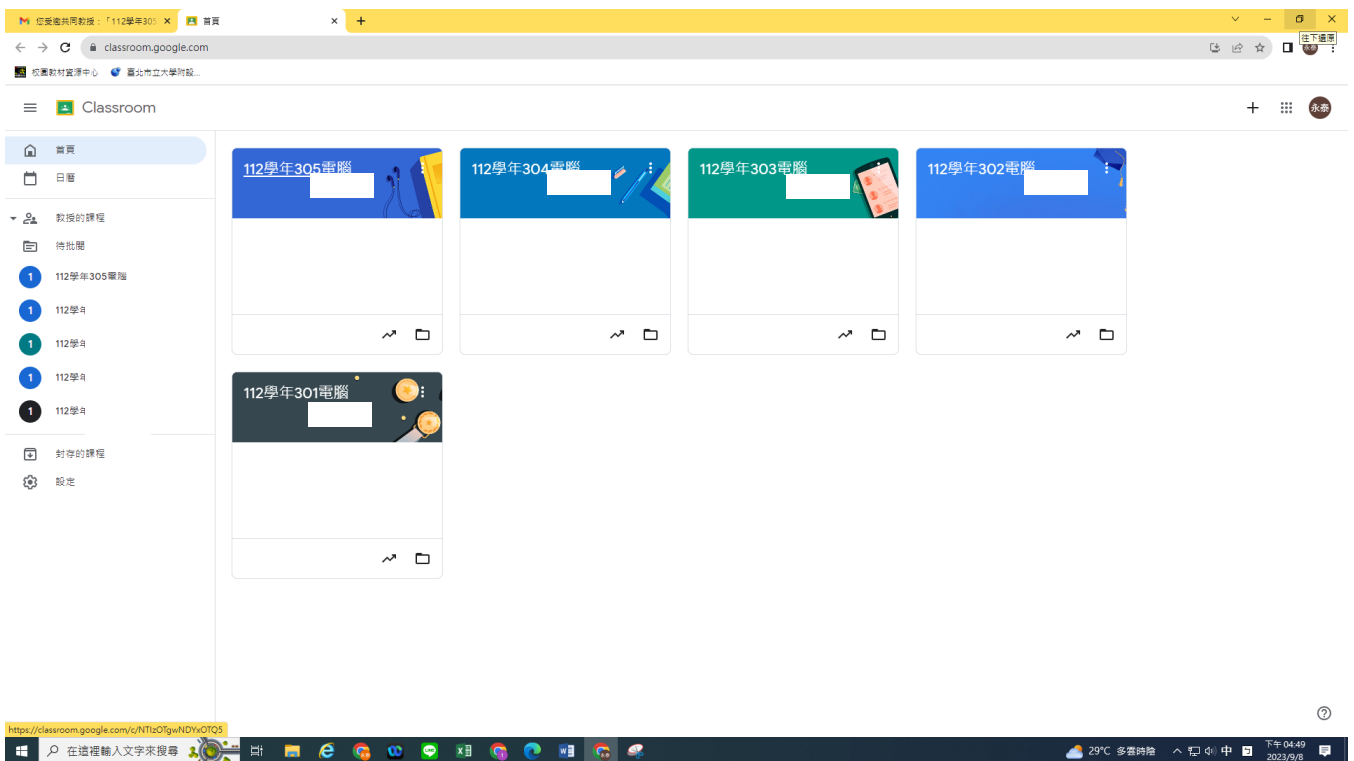 您受邀共同教授：「112學年305
首頁
往下還原
classroom.google.com
永泰
校園教材資源中心
臺北市立大學附設...
Classroom
永泰
首頁
日曆
教授的課程
待批閱
1 112學年305電腦
1 112學年
1 112學年
1 112學年
1 112學年
封存的課程
設定
112學年305電腦
112學年304電腦
112學年303電腦
112學年302電腦
112學年301電腦
https://classroom.google.com/c/NTIzOTgwNDYxOTQ5
在這裡輸入文字來搜尋
29°C 多雲時陰
中
下午 04:49
2023/9/8